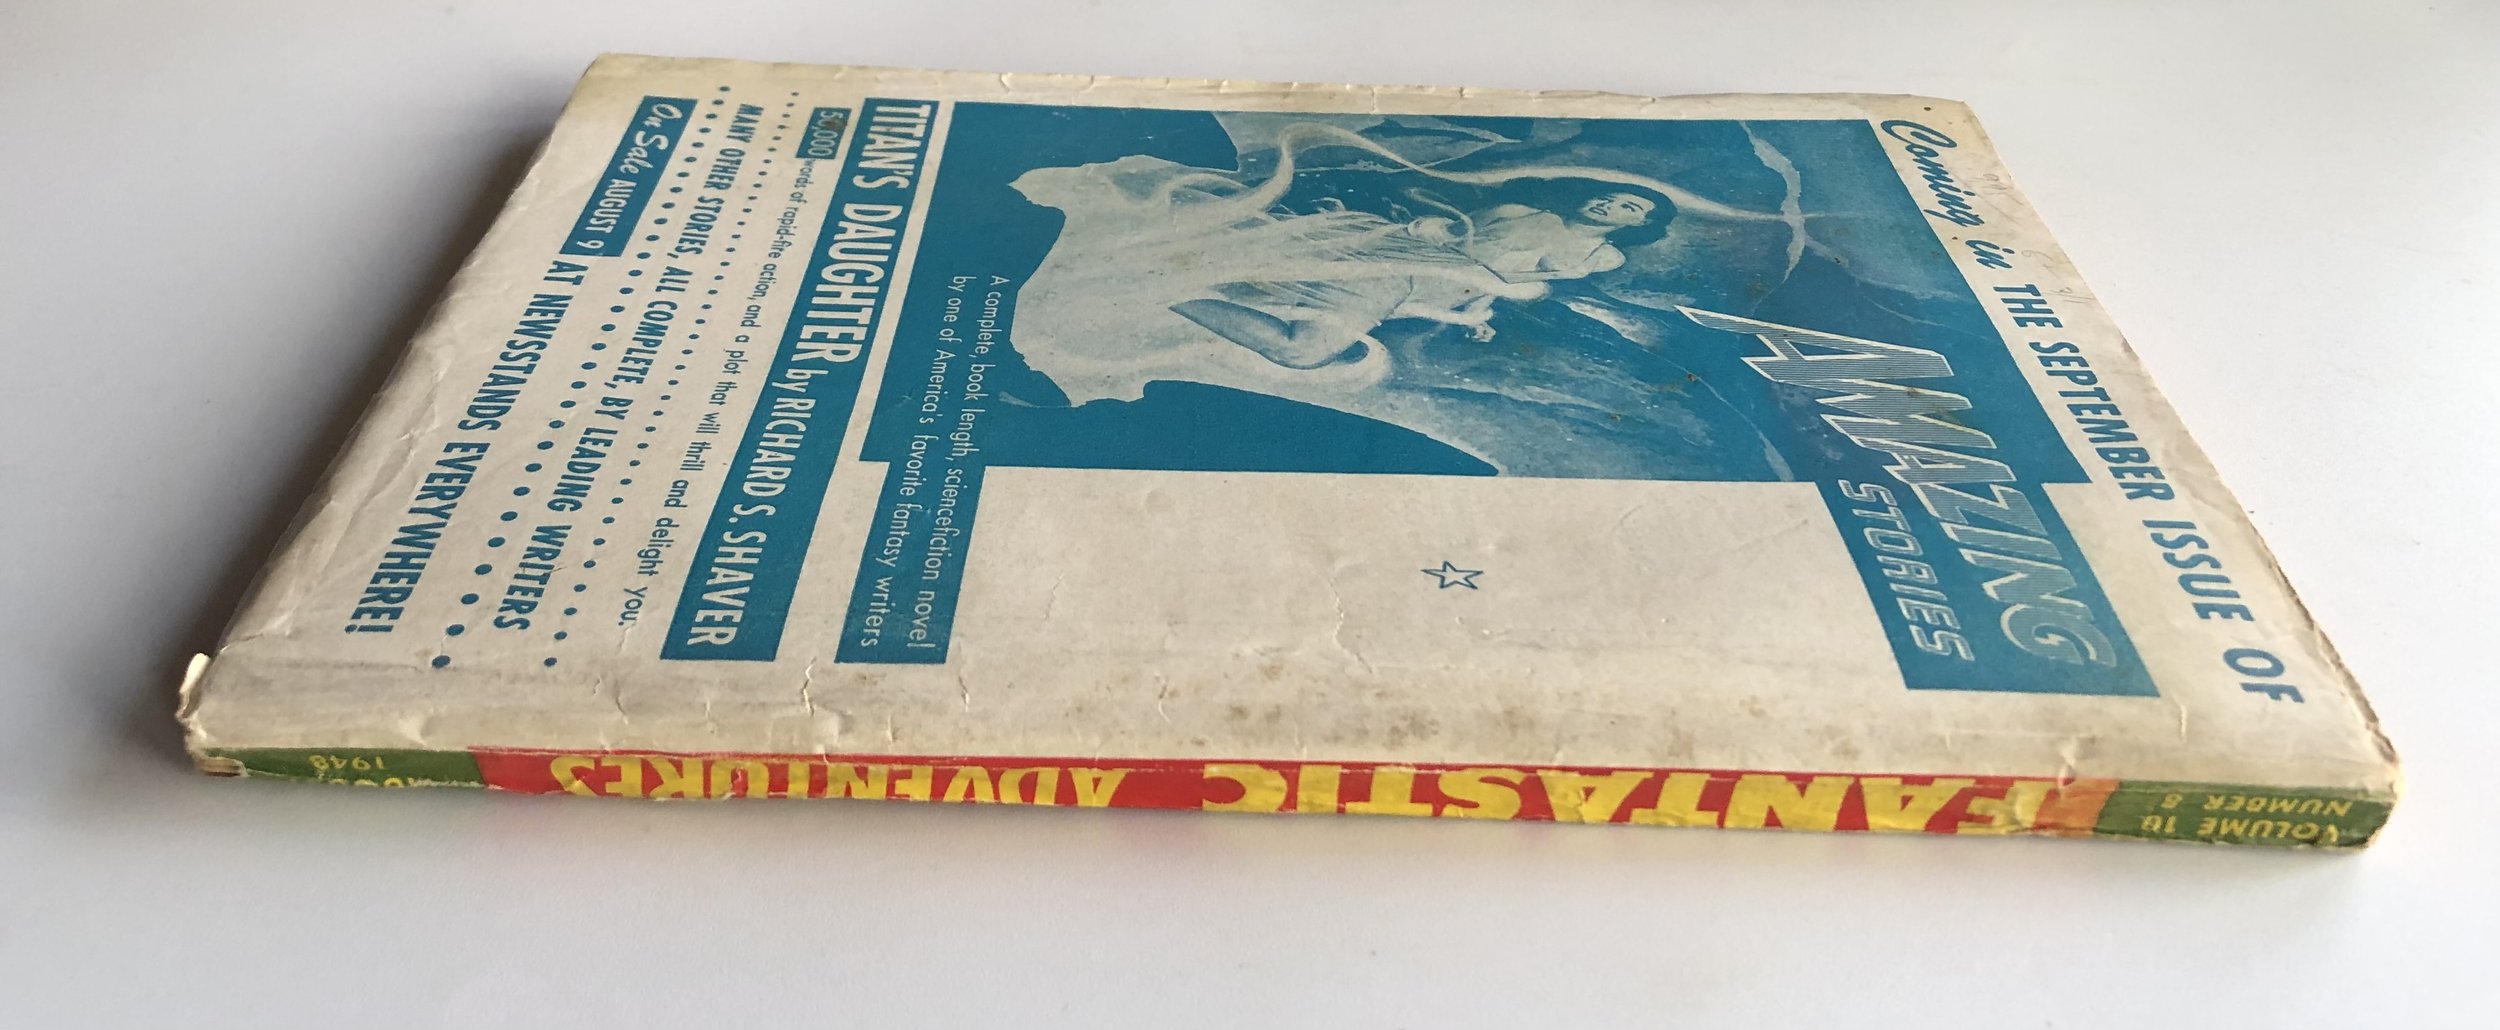 Coming in THE SEPTEMBER ISSUE OF
AMAZING
STORIES
A complete, book length, sciencefiction novel
by one of America's favorite fantasy writers
TITAN'S DAUGHTER by RICHARD S. SHAVER
50,000 words of rapid-fire action, and a plot that will thrill and delight you.
MANY OTHER STORIES, ALL COMPLETE, BY LEADING WRITERS
On Sale AUGUST 9 AT NEWSSTANDS EVERYWHERE!
VOLUME 10
NUMBER 8
FANTASTIC ADVENTURES
1948